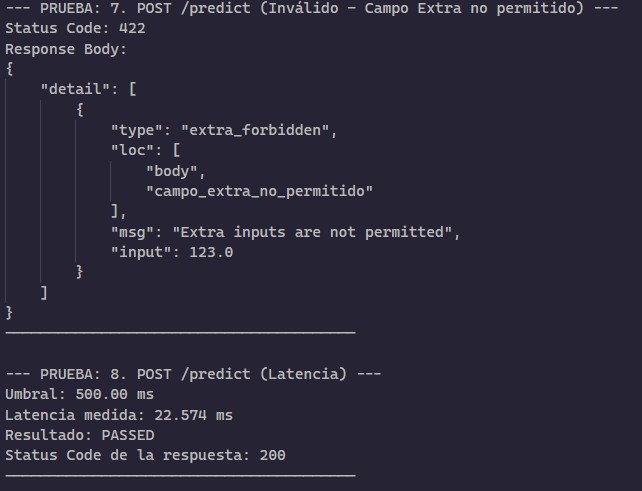 --- PRUEBA: 7. POST /predict (Inválido - Campo Extra no permitido) ---
Status Code: 422
Response Body:
{
    "detail": [
        {
            "type": "extra_forbidden",
            "loc": [
                "body",
                "campo_extra_no_permitido"
            ],
            "msg": "Extra inputs are not permitted",
            "input": 123.0
        }
    ]
}
--- PRUEBA: 8. POST /predict (Latencia) ---
Umbral: 500.00 ms
Latencia medida: 22.574 ms
Resultado: PASSED
Status Code de la respuesta: 200